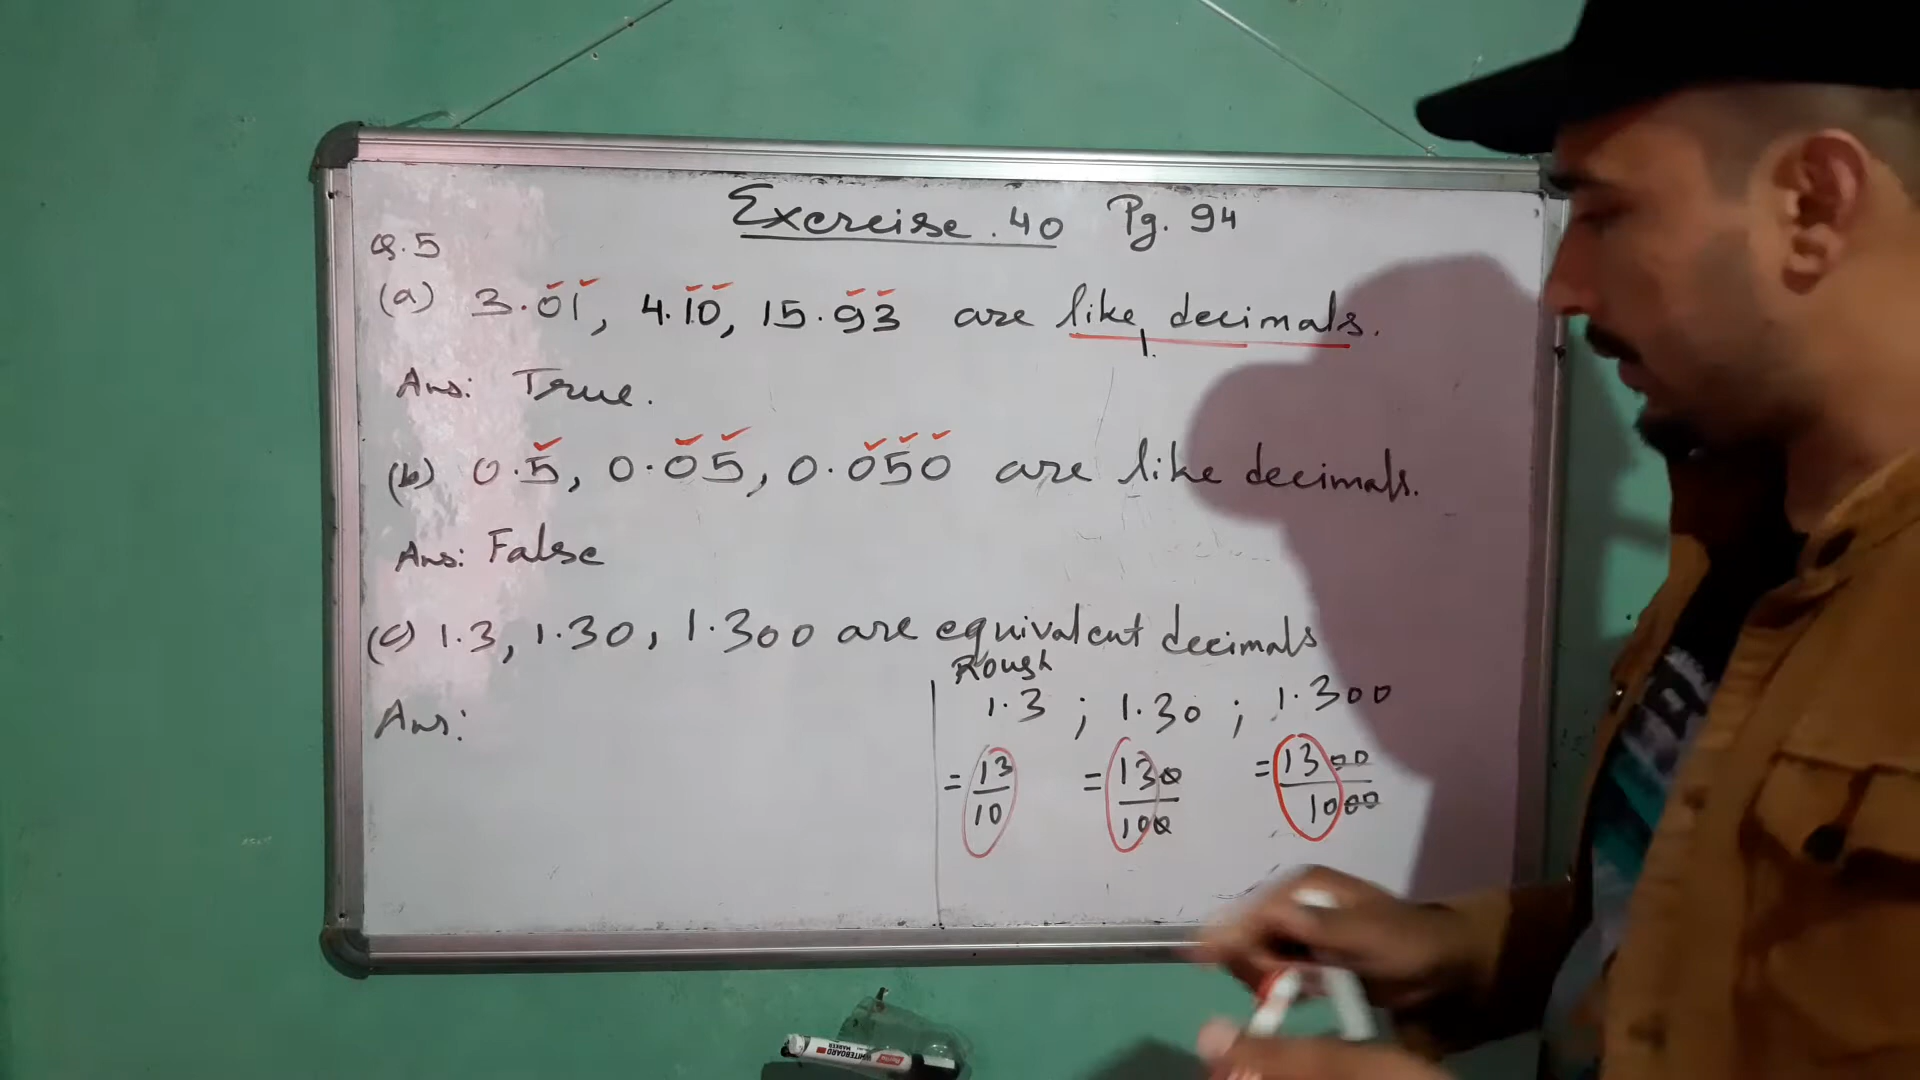 Exercise . 40 Pg. 94
Q.5
(a) 3.01, 4.10, 15.93 are like decimals.
Ans: True.
(b) 0.5, 0.05, 0.050 are like decimals.
Ans: False
(c) 1.3, 1.30, 1.300 are equivalent decimals
Rough
Ans:
1.3 ; 1.30 ; 1.300
= 13/10 = 130/100 = 1300/1000
WHITEBOARD MARKER